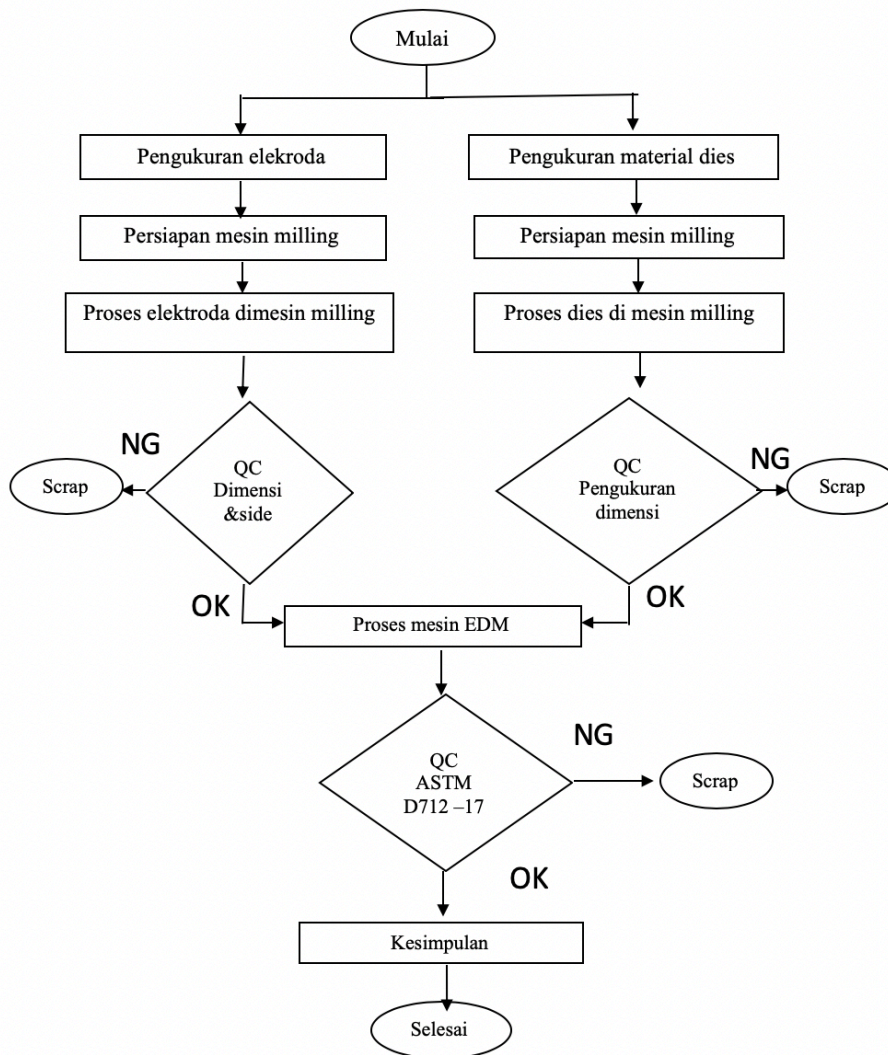 Mulai
Pengukuran elekroda
Pengukuran material dies
Persiapan mesin milling
Persiapan mesin milling
Proses elektroda dimesin milling
Proses dies di mesin milling
NG
QC
Dimensi
&side
Scrap
QC
Pengukuran
dimensi
NG
Scrap
OK
OK
Proses mesin EDM
QC
ASTM
D712 –17
NG
Scrap
OK
Kesimpulan
Selesai